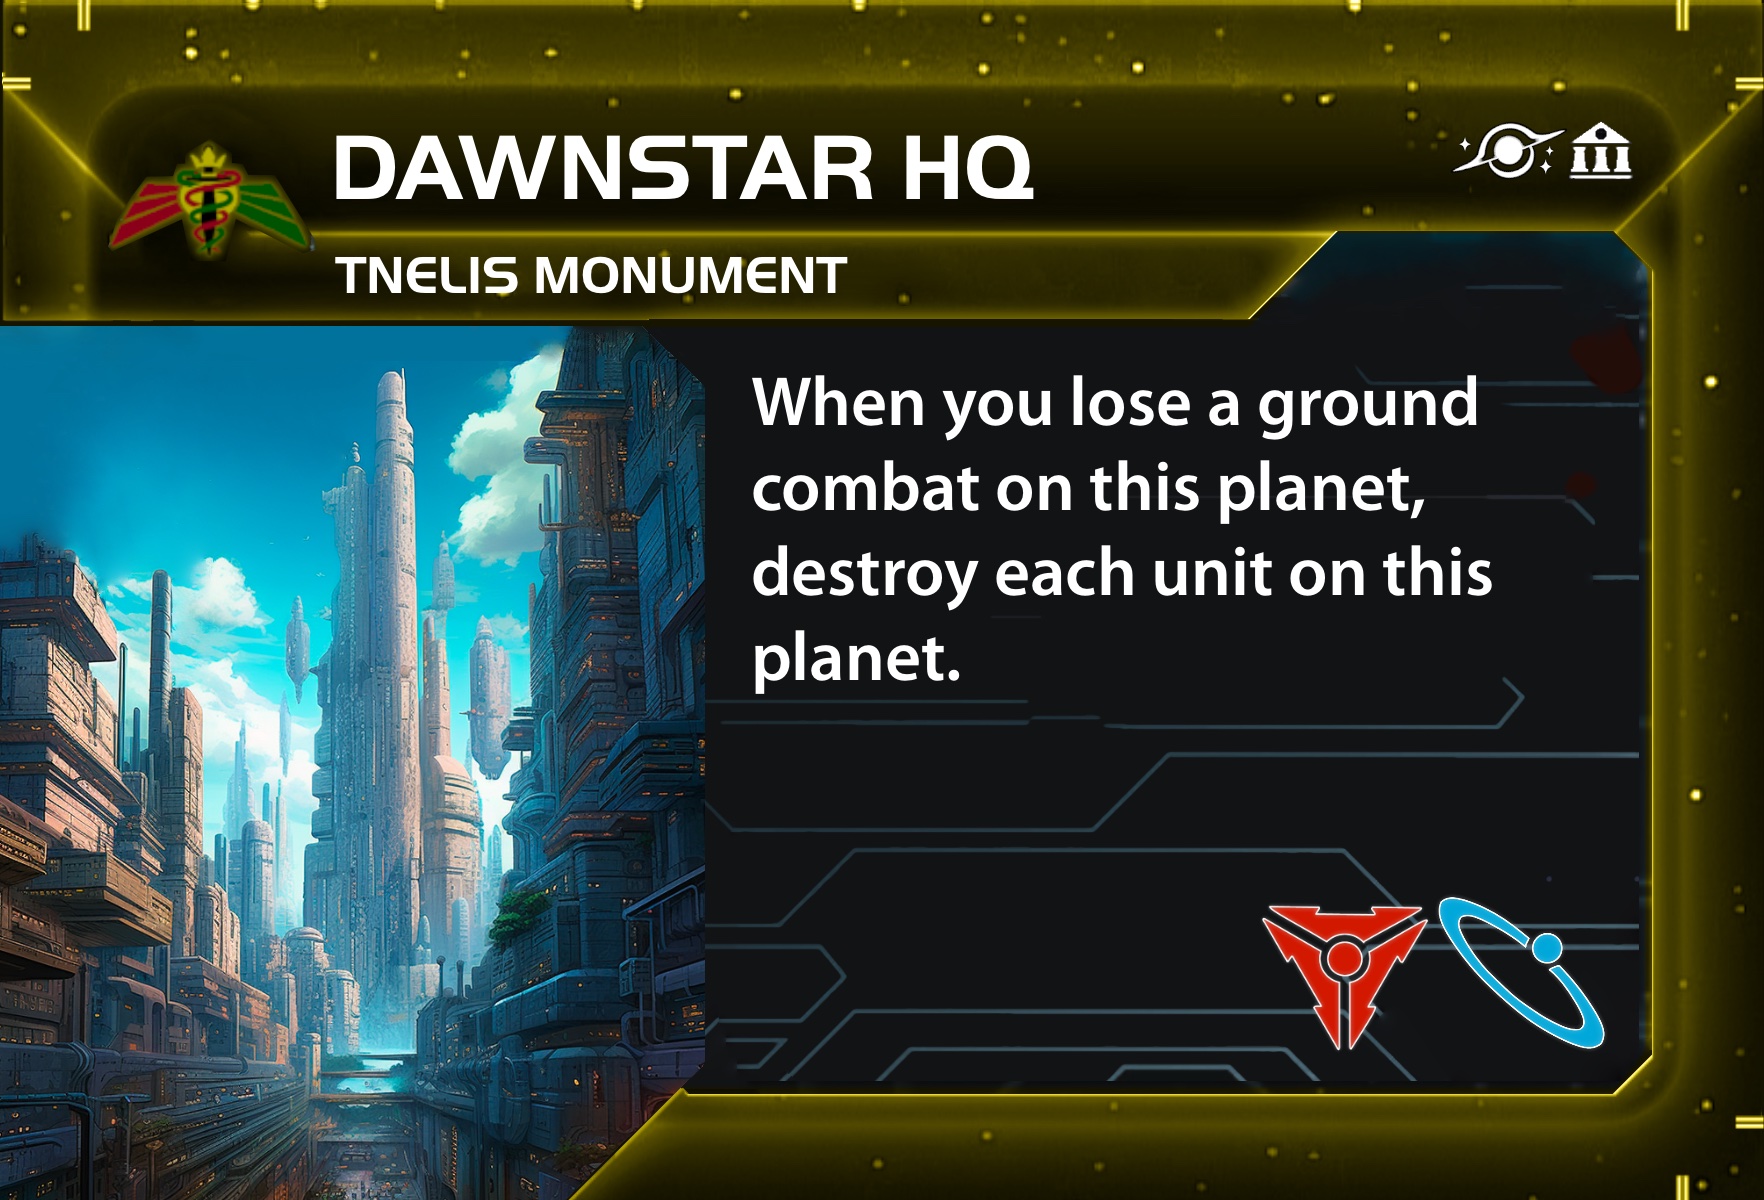 DAWNSTAR HQ
TNELIS MONUMENT
When you lose a ground
combat on this planet,
destroy each unit on this
planet.